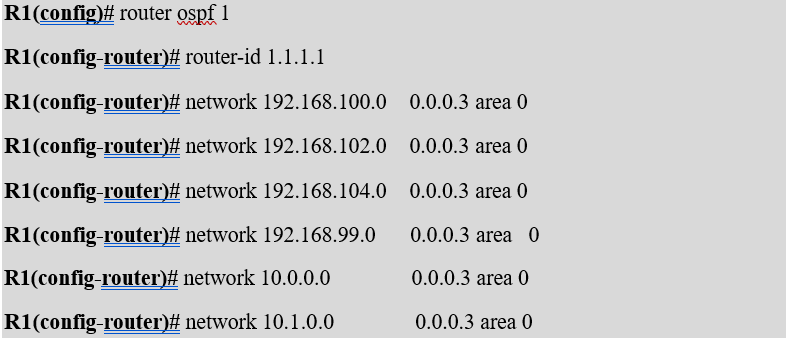 R1(config)# router ospf 1
R1(config-router)# router-id 1.1.1.1
R1(config-router)# network 192.168.100.0 0.0.0.3 area 0
R1(config-router)# network 192.168.102.0 0.0.0.3 area 0
R1(config-router)# network 192.168.104.0 0.0.0.3 area 0
R1(config-router)# network 192.168.99.0 0.0.0.3 area 0
R1(config-router)# network 10.0.0.0 0.0.0.3 area 0
R1(config-router)# network 10.1.0.0 0.0.0.3 area 0